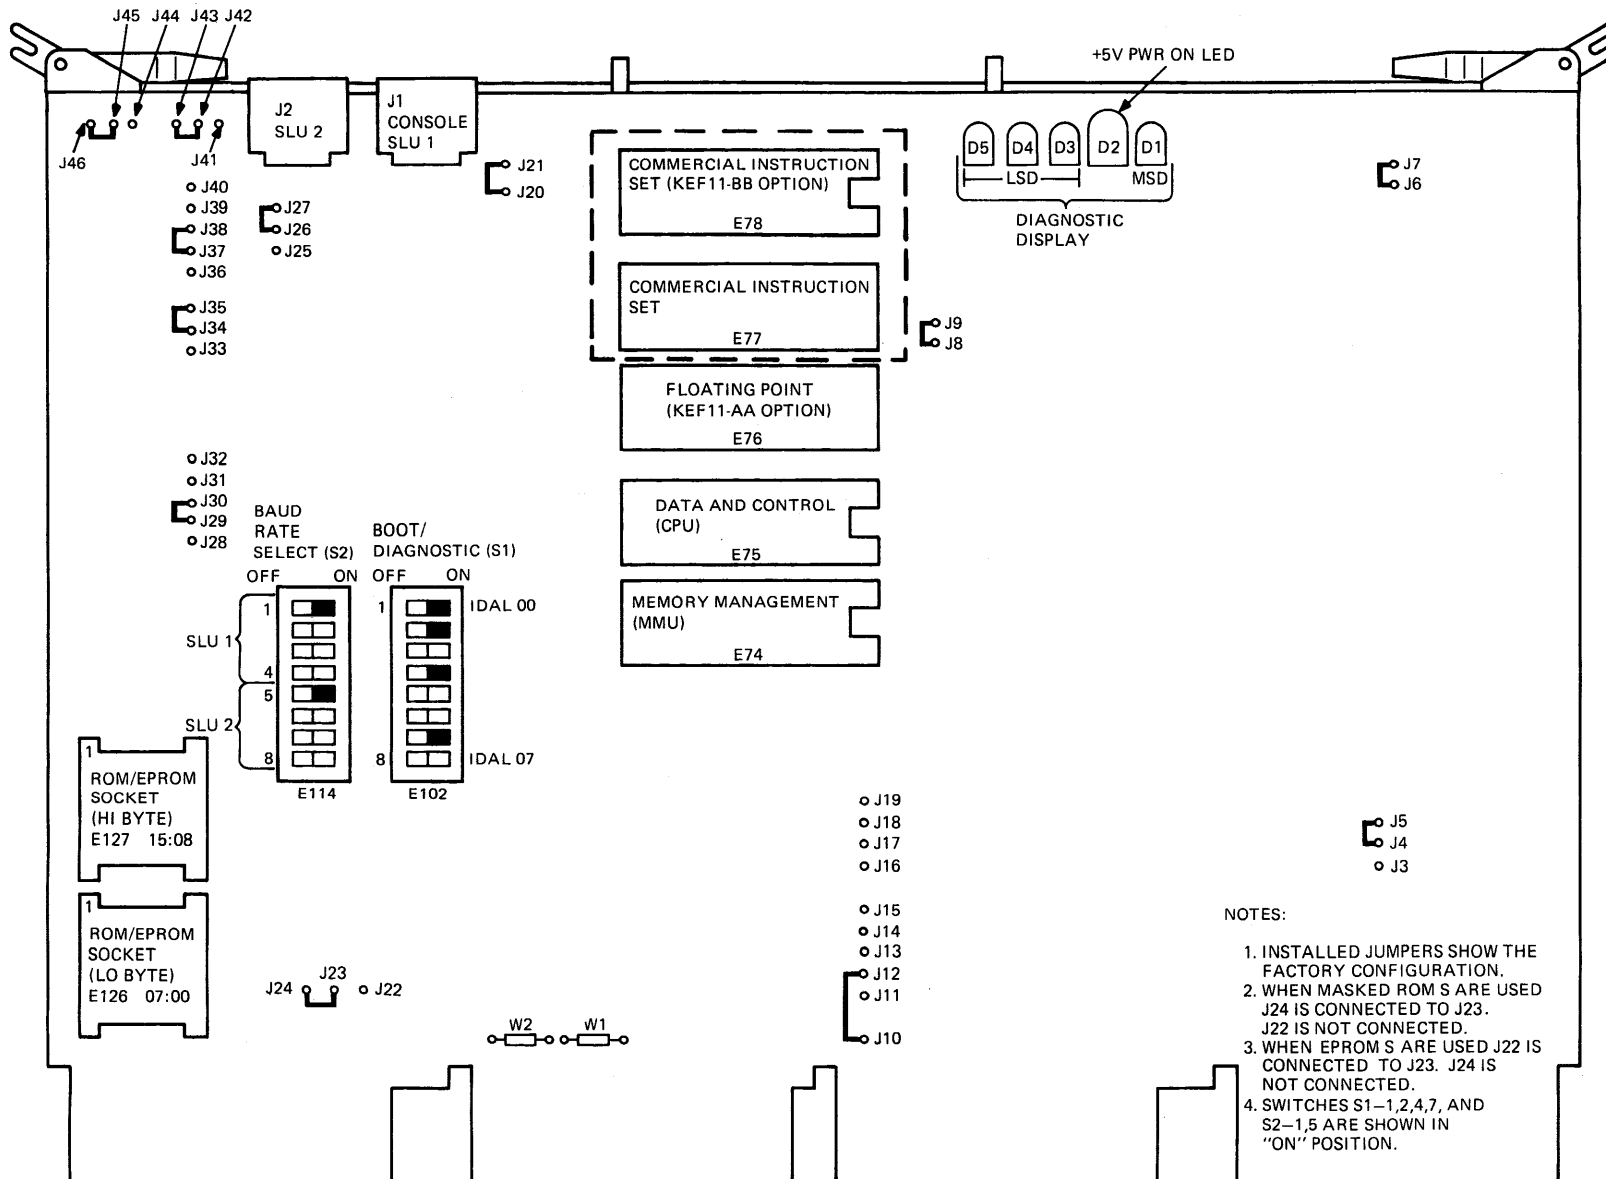 J45 J44 J43 J42
J46
J41
J2
SLU 2
J1
CONSOLE
SLU 1
+5V PWR ON LED
D5 D4 D3 D2 D1
LSD
MSD
DIAGNOSTIC
DISPLAY
J7
J6
J21
J20
COMMERCIAL INSTRUCTION
SET (KEF11-BB OPTION)
E78
COMMERCIAL INSTRUCTION
SET
E77
J9
J8
FLOATING POINT
(KEF11-AA OPTION)
E76
DATA AND CONTROL
(CPU)
E75
MEMORY MANAGEMENT
(MMU)
E74
J40
J39
J38
J37
J36
J27
J26
J25
J35
J34
J33
J32
J31
J30
J29
J28
BAUD
RATE
SELECT (S2)
OFF ON
BOOT/
DIAGNOSTIC (S1)
OFF ON
SLU 1
1
4
SLU 2
5
8
E114
1
8
IDAL 00
IDAL 07
E102
1
ROM/EPROM
SOCKET
(HI BYTE)
E127 15:08
1
ROM/EPROM
SOCKET
(LO BYTE)
E126 07:00
J24 J23 J22
W2 W1
J19
J18
J17
J16
J15
J14
J13
J12
J11
J10
J5
J4
J3
NOTES:
1. INSTALLED JUMPERS SHOW THE
FACTORY CONFIGURATION.
2. WHEN MASKED ROM S ARE USED
J24 IS CONNECTED TO J23.
J22 IS NOT CONNECTED.
3. WHEN EPROM S ARE USED J22 IS
CONNECTED TO J23. J24 IS
NOT CONNECTED.
4. SWITCHES S1–1,2,4,7, AND
S2–1,5 ARE SHOWN IN
"ON" POSITION.